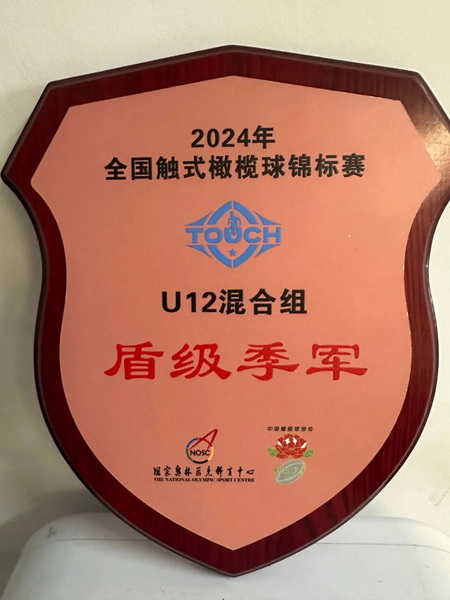 2024年
全国触式橄榄球锦标赛
TOUCH
U12混合组
盾级季军
中国橄榄球协会
NOSC
国家奥林匹克体育中心
THE NATIONAL OLYMPIC SPORT CENTRE